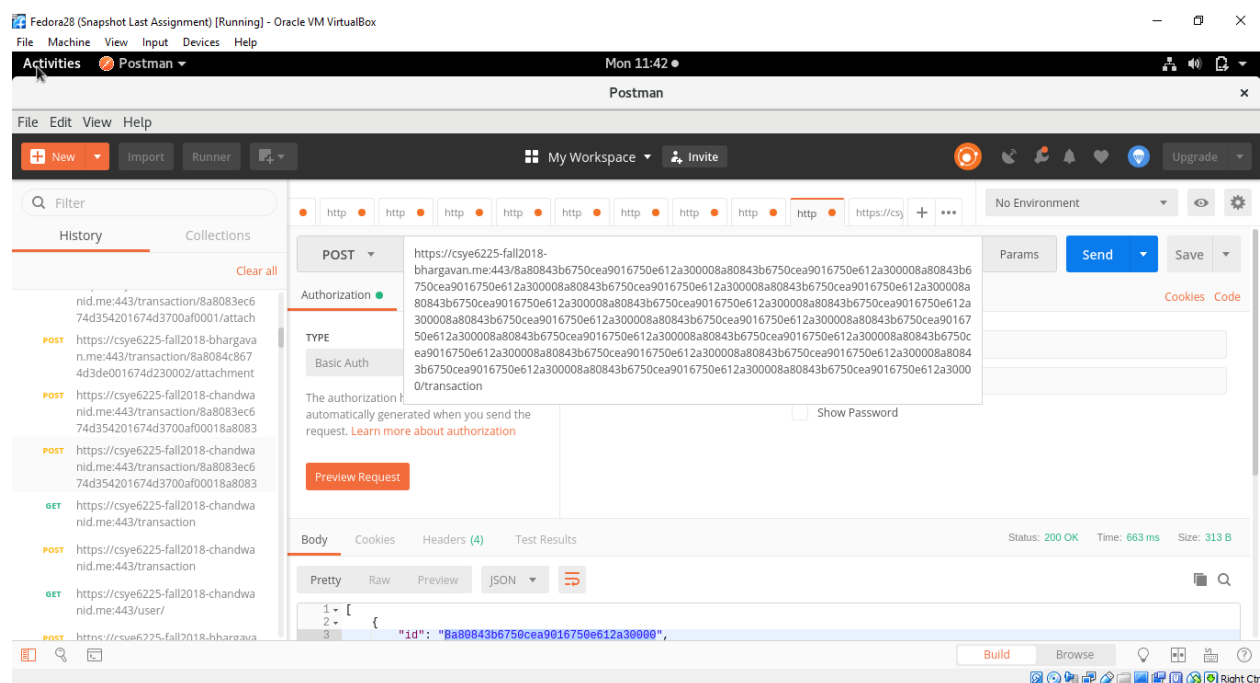 Fedora28 (Snapshot Last Assignment) [Running] - Oracle VM VirtualBox
File Machine View Input Devices Help
Activities Postman Mon 11:42
Postman
File Edit View Help
New Import Runner My Workspace Invite Upgrade
Filter
History Collections
Clear all
nid.me:443/transaction/8a8083ec6
74d354201674d3700af0001/attach
POST https://csye6225-fall2018-bhargava
n.me:443/transaction/8a8084c867
4d3de001674d230002/attachment
POST https://csye6225-fall2018-chandwa
nid.me:443/transaction/8a8083ec6
74d354201674d3700af00018a8083
POST https://csye6225-fall2018-chandwa
nid.me:443/transaction/8a8083ec6
74d354201674d3700af00018a8083
GET https://csye6225-fall2018-chandwa
nid.me:443/transaction
POST https://csye6225-fall2018-chandwa
nid.me:443/transaction
GET https://csye6225-fall2018-chandwa
nid.me:443/user/
POST https://csye6225-fall2018-bhargava
http http http http http http http http http https://csy
No Environment
POST
https://csye6225-fall2018-
bhargavan.me:443/8a80843b6750cea9016750e612a300008a80843b6750cea9016750e612a300008a80843b6
750cea9016750e612a300008a80843b6750cea9016750e612a300008a80843b6750cea9016750e612a300008a
80843b6750cea9016750e612a300008a80843b6750cea9016750e612a300008a80843b6750cea9016750e612a
300008a80843b6750cea9016750e612a300008a80843b6750cea9016750e612a300008a80843b6750cea90167
50e612a300008a80843b6750cea9016750e612a300008a80843b6750cea9016750e612a300008a80843b6750c
ea9016750e612a300008a80843b6750cea9016750e612a300008a80843b6750cea9016750e612a300008a8084
3b6750cea9016750e612a300008a80843b6750cea9016750e612a300008a80843b6750cea9016750e612a3000
0/transaction
Params Send Save
Authorization
Cookies Code
TYPE
Basic Auth
The authorization h
automatically generated when you send the
request. Learn more about authorization
Preview Request
Show Password
Body Cookies Headers (4) Test Results
Status: 200 OK Time: 663 ms Size: 313 B
Pretty Raw Preview JSON
1 [
2 {
3 "id": "8a80843b6750cea9016750e612a30000",
Build Browse
Right Ctr